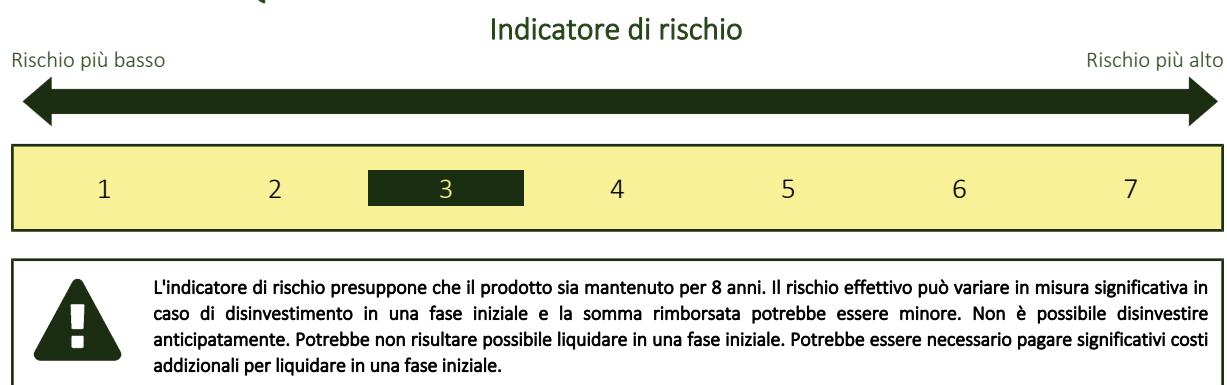 Indicatore di rischio
Rischio più basso Rischio più alto
1 2 3 4 5 6 7
L'indicatore di rischio presuppone che il prodotto sia mantenuto per 8 anni. Il rischio effettivo può variare in misura significativa in
caso di disinvestimento in una fase iniziale e la somma rimborsata potrebbe essere minore. Non è possibile disinvestire
anticipatamente. Potrebbe non risultare possibile liquidare in una fase iniziale. Potrebbe essere necessario pagare significativi costi
addizionali per liquidare in una fase iniziale.